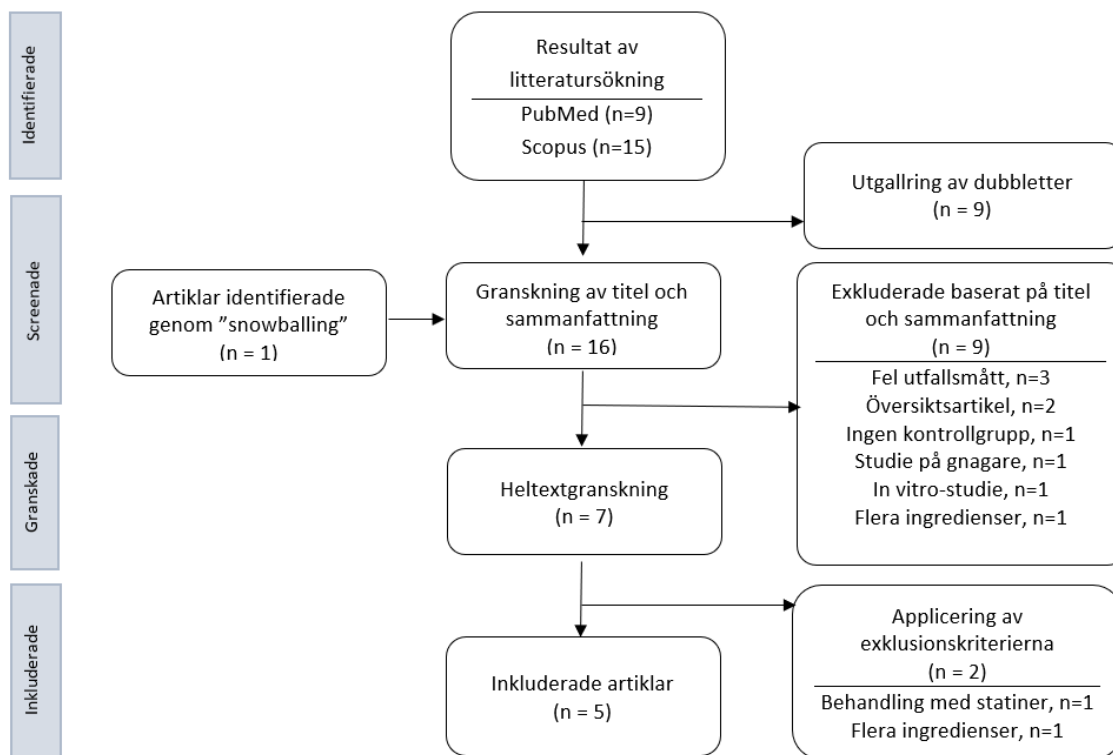 Identifierade
Resultat av
litteratursökning
PubMed (n=9)
Scopus (n=15)
Utgallring av dubbletter
(n = 9)
Screenade
Artiklar identifierade
genom ”snowballing”
(n = 1)
Granskning av titel och
sammanfattning
(n = 16)
Exkluderade baserat på titel
och sammanfattning
(n = 9)
Fel utfallsmått, n=3
Översiktsartikel, n=2
Ingen kontrollgrupp, n=1
Studie på gnagare, n=1
In vitro-studie, n=1
Flera ingredienser, n=1
Granskade
Heltextgranskning
(n = 7)
Inkluderade
Inkluderade artiklar
(n = 5)
Applicering av
exklusionskriterierna
(n = 2)
Behandling med statiner, n=1
Flera ingredienser, n=1